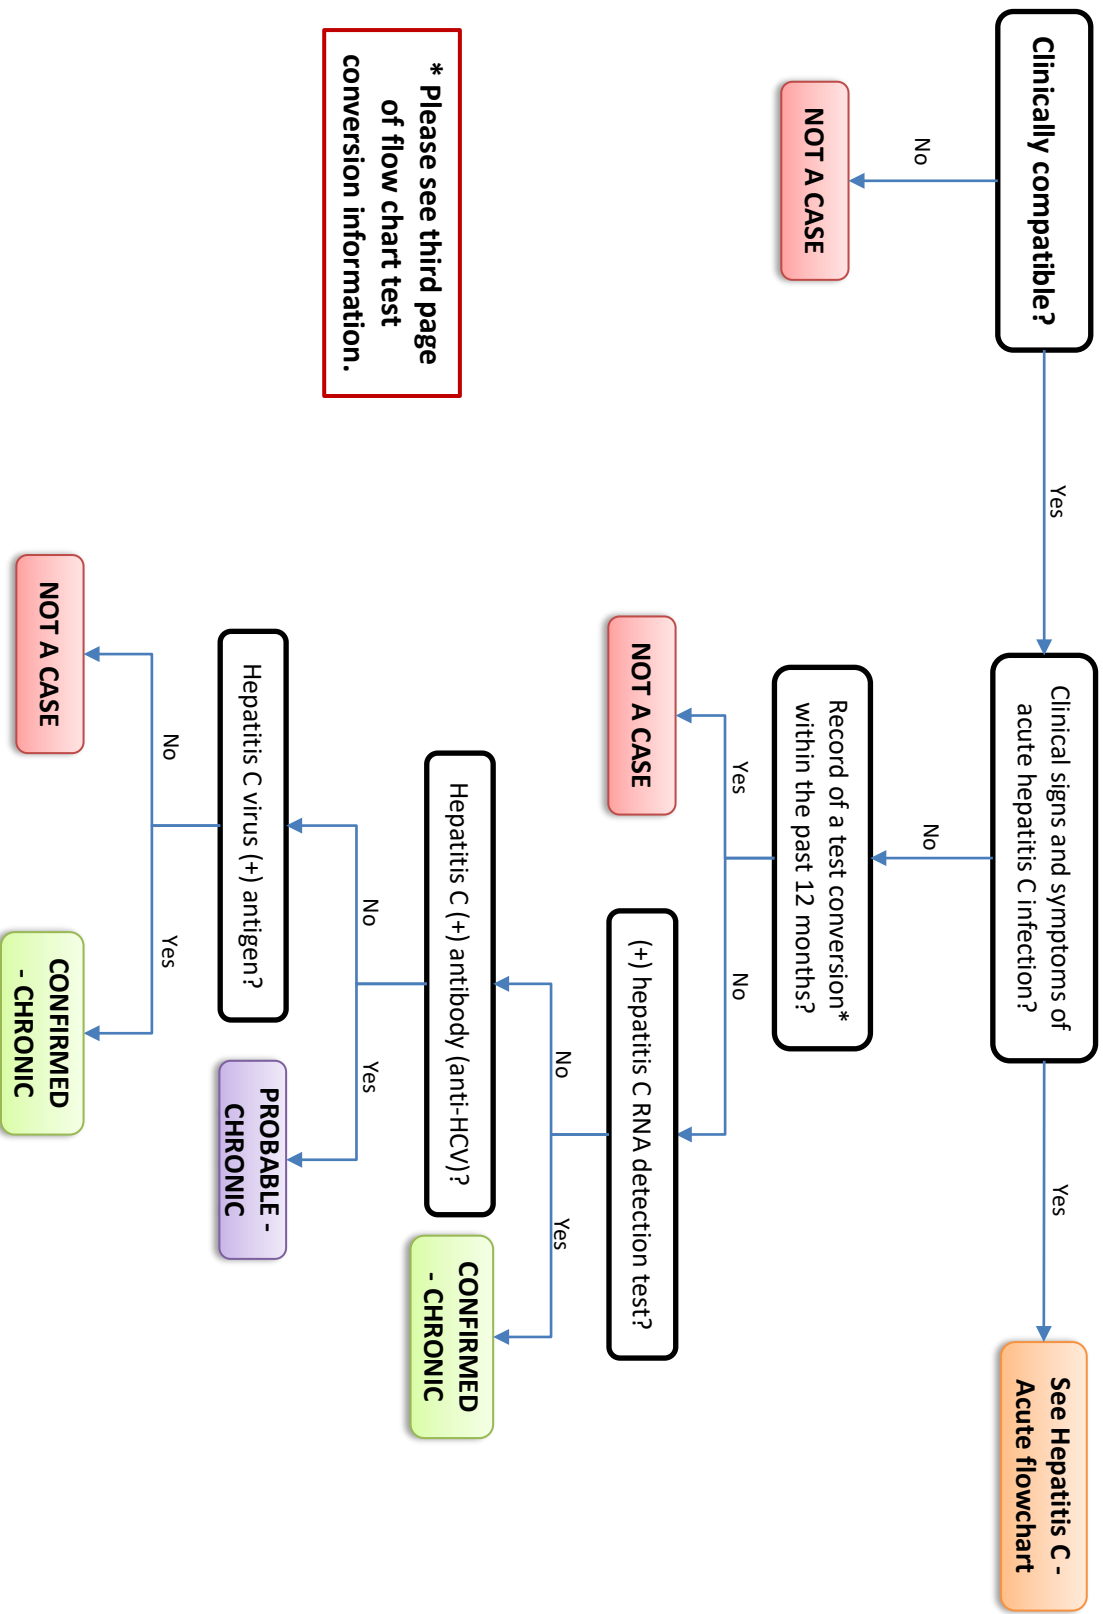 Clinically compatible?
Yes
Clinical signs and symptoms of
acute hepatitis C infection?
Yes
See Hepatitis C -
Acute flowchart
No
NOT A CASE
No
Record of a test conversion*
within the past 12 months?
Yes
No
NOT A CASE
(+) hepatitis C RNA detection test?
No
Yes
Hepatitis C (+) antibody (anti-HCV)?
CONFIRMED
- CHRONIC
* Please see third page
of flow chart test
conversion information.
No
Yes
Hepatitis C virus (+) antigen?
PROBABLE -
CHRONIC
No
Yes
NOT A CASE
CONFIRMED
- CHRONIC